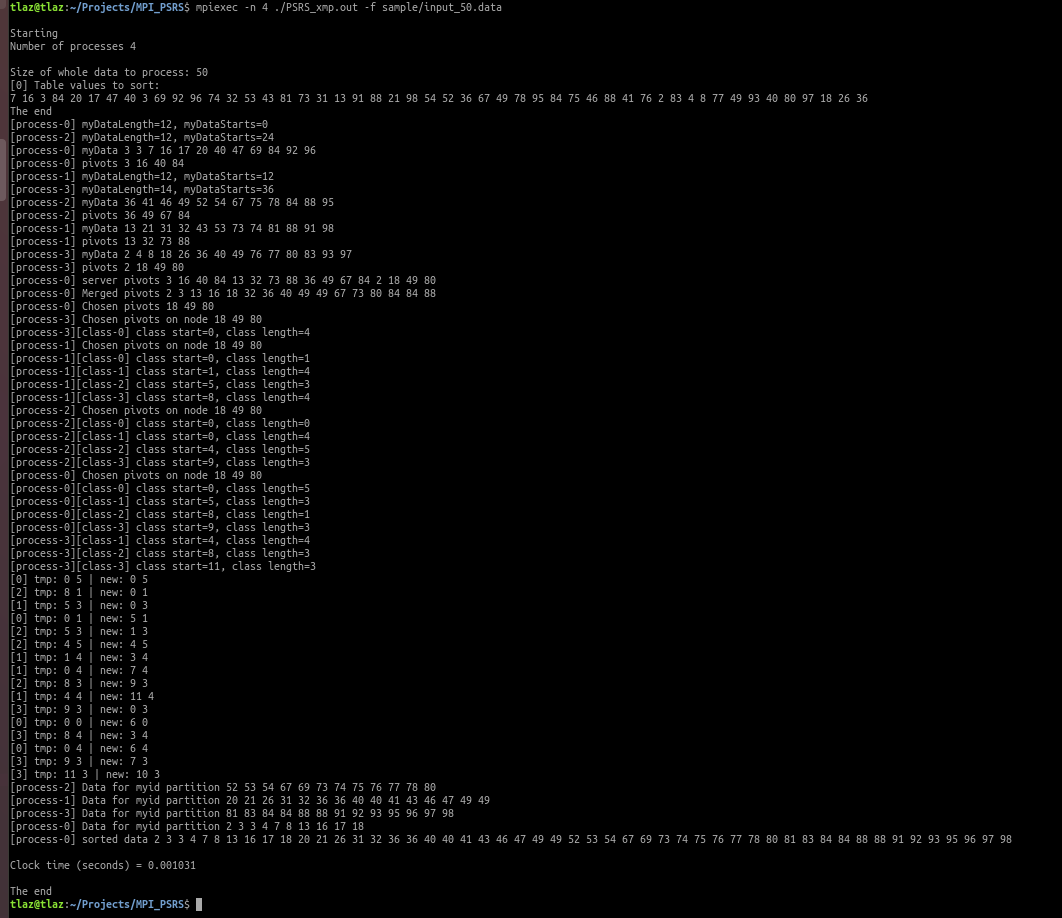 tlaz@tlaz:~/Projects/MPI_PSRS$ mpiexec -n 4 ./PSRS_xmp.out -f sample/input_50.data
Starting
Number of processes 4
Size of whole data to process: 50
[0] Table values to sort:
7 16 3 84 20 17 47 40 3 69 92 96 74 32 53 43 81 73 31 13 91 88 21 98 54 52 36 67 49 78 95 84 75 46 88 41 76 2 83 4 8 77 49 93 40 80 97 18 26 36
The end
[process-0] myDataLength=12, myDataStarts=0
[process-2] myDataLength=12, myDataStarts=24
[process-0] myData 3 3 7 16 17 20 40 47 69 84 92 96
[process-0] pivots 3 16 40 84
[process-1] myDataLength=12, myDataStarts=12
[process-3] myDataLength=14, myDataStarts=36
[process-2] myData 36 41 46 49 52 54 67 75 78 84 88 95
[process-2] pivots 36 49 67 84
[process-1] myData 13 21 31 32 43 53 73 74 81 88 91 98
[process-1] pivots 13 32 73 88
[process-3] myData 2 4 8 18 26 36 40 49 76 77 80 83 93 97
[process-3] pivots 2 18 49 80
[process-0] server pivots 3 16 40 84 13 32 73 88 36 49 67 84 2 18 49 80
[process-0] Merged pivots 2 3 13 16 18 32 36 40 49 49 67 73 80 84 84 88
[process-0] Chosen pivots 18 49 80
[process-3] Chosen pivots on node 18 49 80
[process-3][class-0] class start=0, class length=4
[process-1] Chosen pivots on node 18 49 80
[process-1][class-0] class start=0, class length=1
[process-1][class-1] class start=1, class length=4
[process-1][class-2] class start=5, class length=3
[process-1][class-3] class start=8, class length=4
[process-2] Chosen pivots on node 18 49 80
[process-2][class-0] class start=0, class length=0
[process-2][class-1] class start=0, class length=4
[process-2][class-2] class start=4, class length=5
[process-2][class-3] class start=9, class length=3
[process-0] Chosen pivots on node 18 49 80
[process-0][class-0] class start=0, class length=5
[process-0][class-1] class start=5, class length=3
[process-0][class-2] class start=8, class length=1
[process-0][class-3] class start=9, class length=3
[process-3][class-1] class start=4, class length=4
[process-3][class-2] class start=8, class length=3
[process-3][class-3] class start=11, class length=3
[0] tmp: 0 5 | new: 0 5
[2] tmp: 8 1 | new: 0 1
[1] tmp: 5 3 | new: 0 3
[0] tmp: 0 1 | new: 5 1
[2] tmp: 5 3 | new: 1 3
[2] tmp: 4 5 | new: 4 5
[1] tmp: 1 4 | new: 3 4
[1] tmp: 0 4 | new: 7 4
[2] tmp: 8 3 | new: 9 3
[1] tmp: 4 4 | new: 11 4
[3] tmp: 9 3 | new: 0 3
[0] tmp: 0 0 | new: 6 0
[3] tmp: 8 4 | new: 3 4
[0] tmp: 0 4 | new: 6 4
[3] tmp: 9 3 | new: 7 3
[3] tmp: 11 3 | new: 10 3
[process-2] Data for myid partition 52 53 54 67 69 73 74 75 76 77 78 80
[process-1] Data for myid partition 20 21 26 31 32 36 36 40 40 41 43 46 47 49 49
[process-3] Data for myid partition 81 83 84 84 88 88 91 92 93 95 96 97 98
[process-0] Data for myid partition 2 3 3 4 7 8 13 16 17 18
[process-0] sorted data 2 3 3 4 7 8 13 16 17 18 20 21 26 31 32 36 36 40 40 41 43 46 47 49 49 52 53 54 67 69 73 74 75 76 77 78 80 81 83 84 84 88 88 91 92 93 95 96 97 98
Clock time (seconds) = 0.001031
The end
tlaz@tlaz:~/Projects/MPI_PSRS$